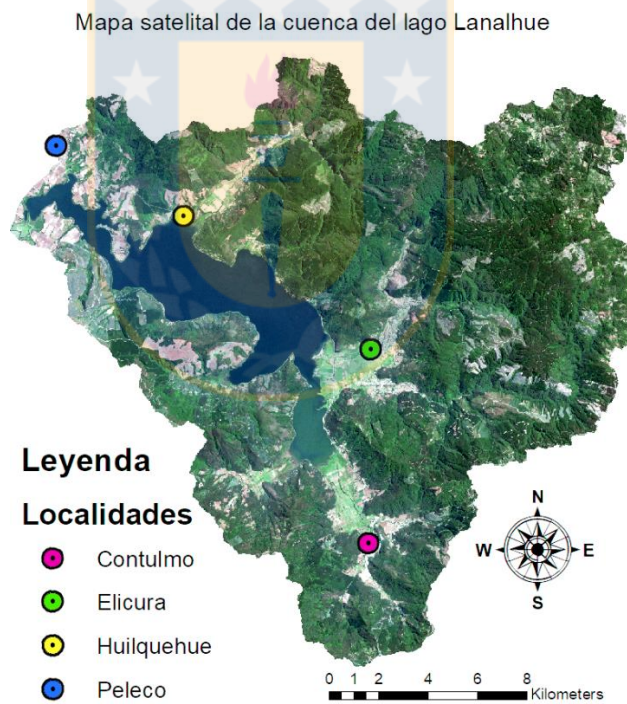 Mapa satelital de la cuenca del lago Lanalhue
Leyenda
Localidades
Contulmo
Elicura
Huilquehue
Peleco
N
W E
S
0 1 2 4 6 8
Kilometers